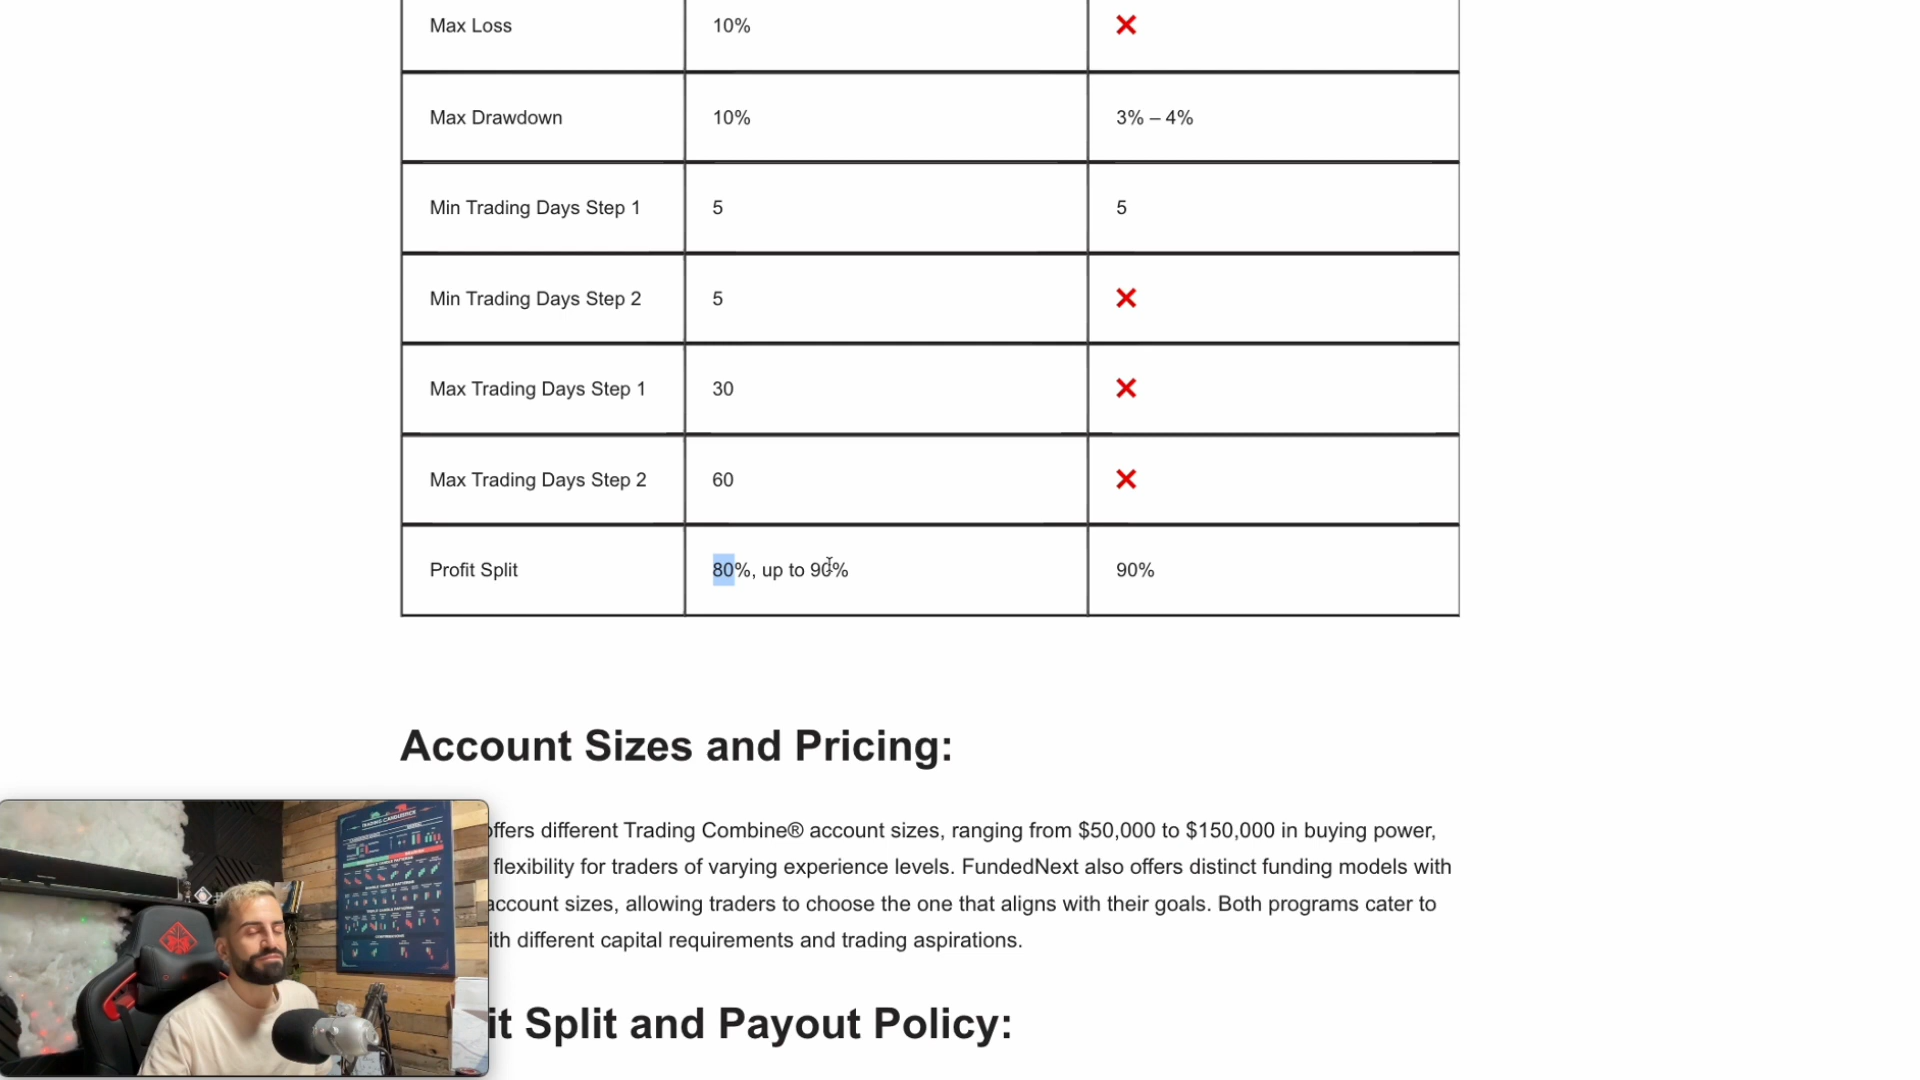 Max Loss 10% ❌
Max Drawdown 10% 3% – 4%
Min Trading Days Step 1 5 5
Min Trading Days Step 2 5 ❌
Max Trading Days Step 1 30 ❌
Max Trading Days Step 2 60 ❌
Profit Split 80%, up to 90% 90%
Account Sizes and Pricing:
offers different Trading Combine® account sizes, ranging from $50,000 to $150,000 in buying power,
flexibility for traders of varying experience levels. FundedNext also offers distinct funding models with
account sizes, allowing traders to choose the one that aligns with their goals. Both programs cater to
ith different capital requirements and trading aspirations.
it Split and Payout Policy: